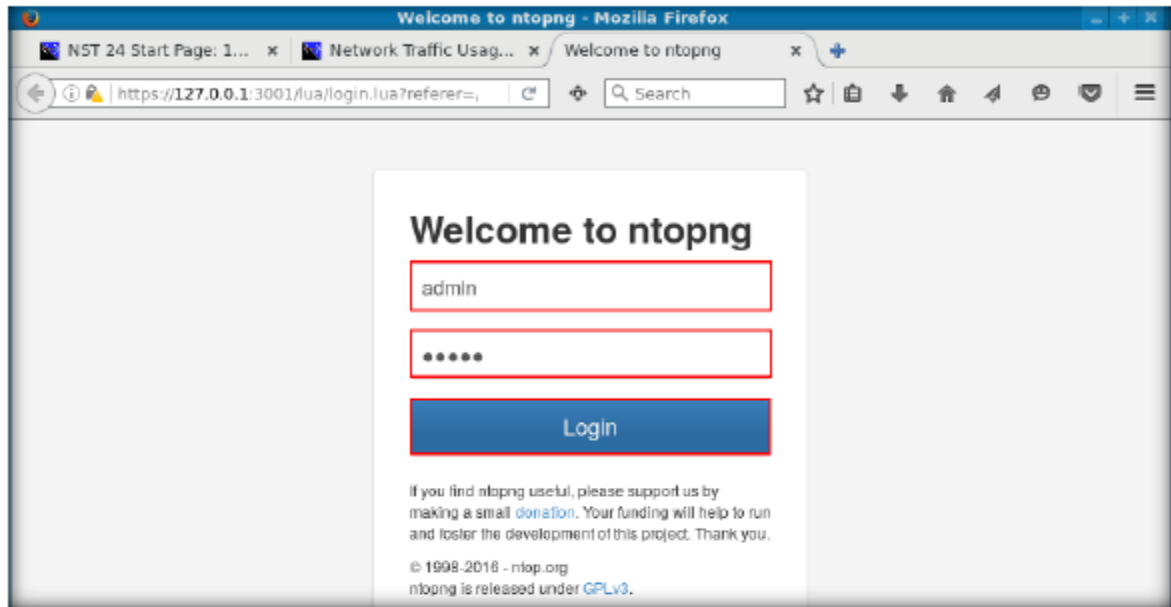 Welcome to ntopng - Mozilla Firefox
NST 24 Start Page: 1... × Network Traffic Usag... × Welcome to ntopng ×
https://127.0.0.1:3001/lua/login.lua?referer= Search
Welcome to ntopng
admin
•••••
Login
If you find ntopng useful, please support us by
making a small donation. Your funding will help to run
and foster the development of this project. Thank you.
© 1998-2016 - ntop.org
ntopng is released under GPLv3.